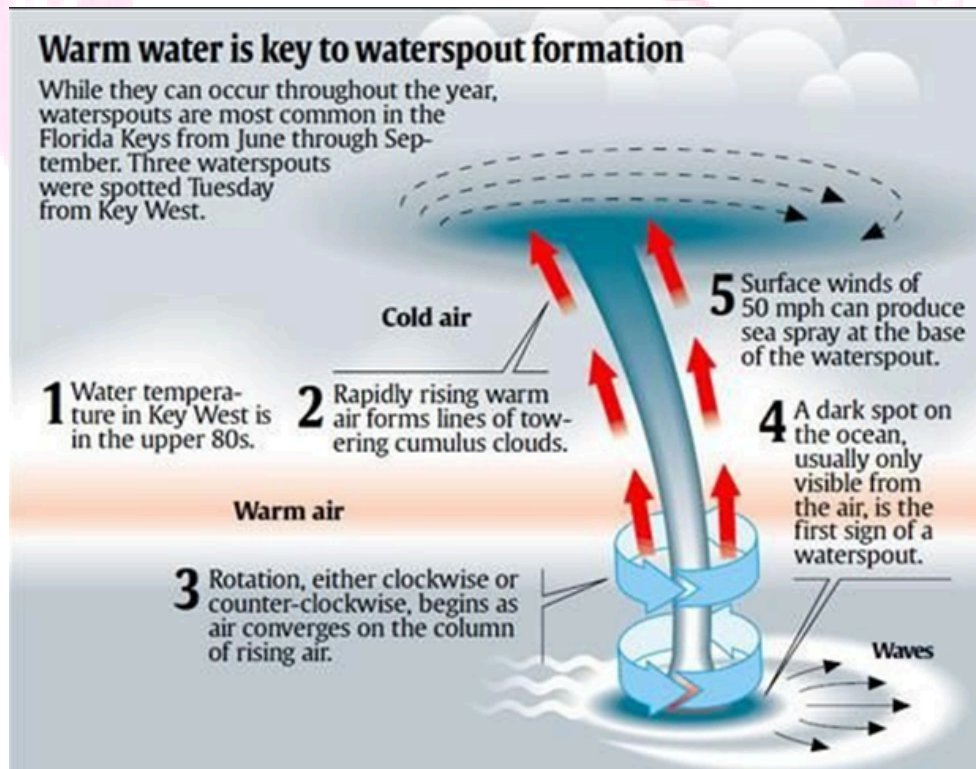 Warm water is key to waterspout formation
While they can occur throughout the year,
waterspouts are most common in the
Florida Keys from June through Sep-
tember. Three waterspouts
were spotted Tuesday
from Key West.
Cold air
1 Water tempera-
ture in Key West is
in the upper 80s.
2 Rapidly rising warm
air forms lines of tow-
ering cumulus clouds.
5 Surface winds of
50 mph can produce
sea spray at the base
of the waterspout.
4 A dark spot on
the ocean,
usually only
visible from
the air, is the
first sign of a
waterspout.
Warm air
3 Rotation, either clockwise or
counter-clockwise, begins as
air converges on the column
of rising air.
Waves